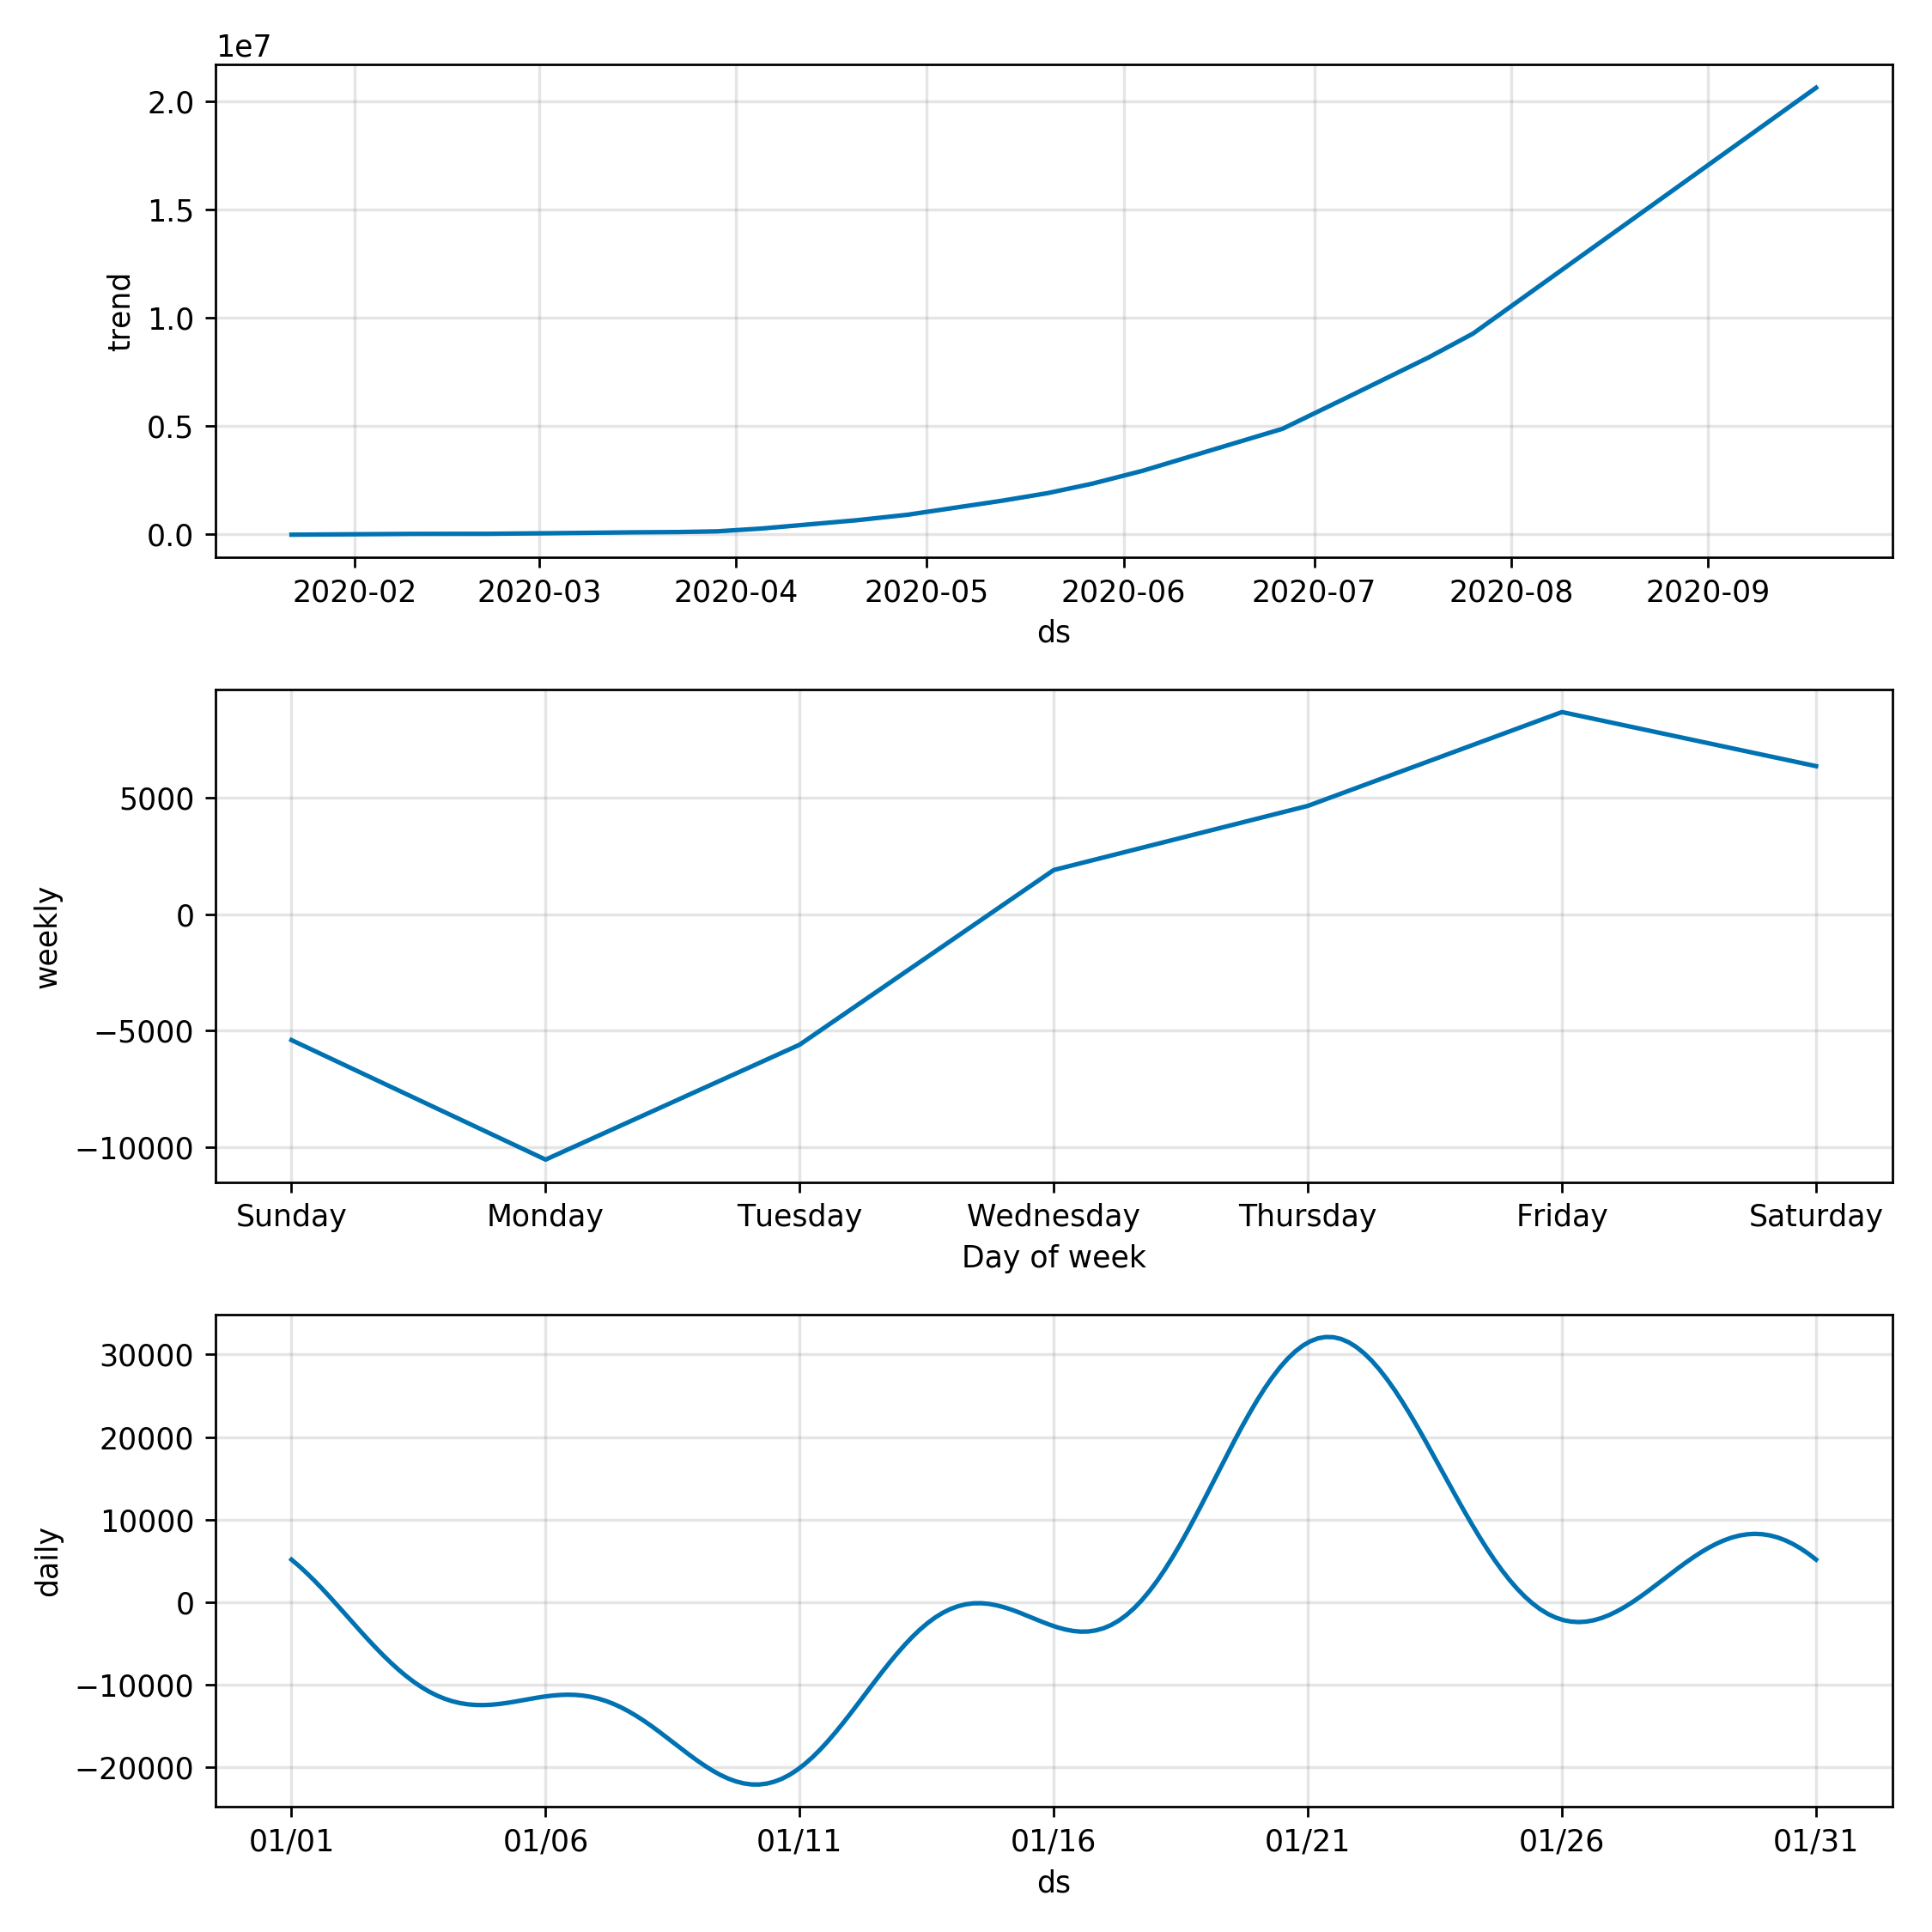 1e7
2.0
1.5
1.0
0.5
0.0
trend
2020-02 2020-03 2020-04 2020-05 2020-06 2020-07 2020-08 2020-09
ds
5000
0
−5000
−10000
weekly
Sunday Monday Tuesday Wednesday Thursday Friday Saturday
Day of week
30000
20000
10000
0
−10000
−20000
daily
01/01 01/06 01/11 01/16 01/21 01/26 01/31
ds